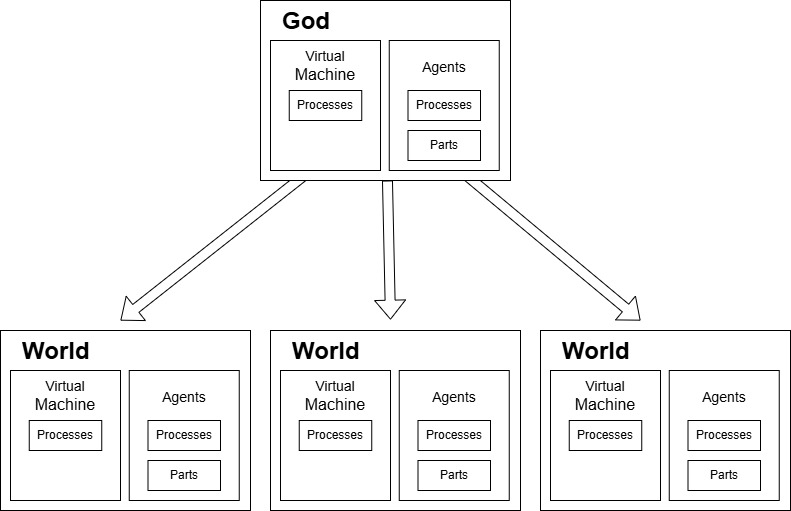 God
Virtual
Machine
Processes
Agents
Processes
Parts
World
Virtual
Machine
Processes
Agents
Processes
Parts
World
Virtual
Machine
Processes
Agents
Processes
Parts
World
Virtual
Machine
Processes
Agents
Processes
Parts